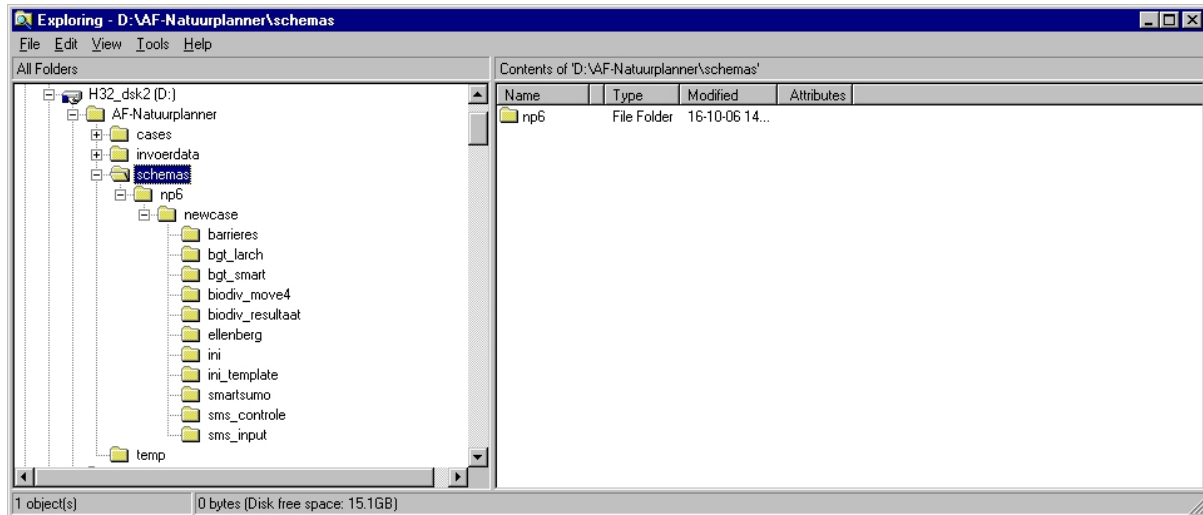 Exploring - D:\AF-Natuurplanner\schemas
File Edit View Tools Help
All Folders
Contents of 'D:\AF-Natuurplanner\schemas'
H32_dsk2 (D:)
AF-Natuurplanner
cases
invoerdata
schemas
np6
newcase
barrieres
bgt_larch
bgt_smart
biodiv_move4
biodiv_resultaat
ellenberg
ini
ini_template
smartsumo
sms_controle
sms_input
temp
Name Type Modified Attributes
np6 File Folder 16-10-06 14...
1 object(s) 0 bytes (Disk free space: 15.1GB)